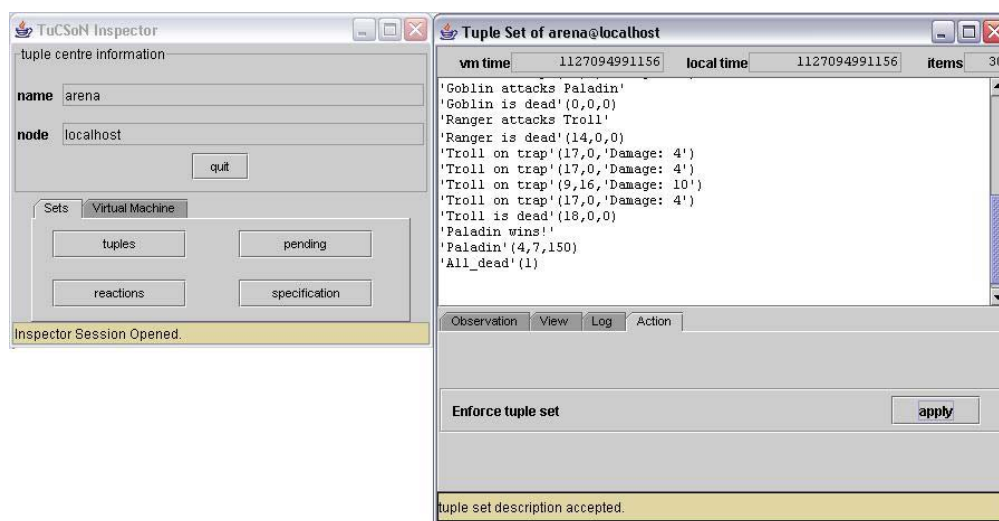 TuCSoN Inspector
tuple centre information
name arena
node localhost
quit
Sets Virtual Machine
tuples pending
reactions specification
Inspector Session Opened.
Tuple Set of arena@localhost
vm time 1127094991156 local time 1127094991156 items
'Goblin attacks Paladin'
'Goblin is dead'(0,0,0)
'Ranger attacks Troll'
'Ranger is dead'(14,0,0)
'Troll on trap'(17,0,'Damage: 4')
'Troll on trap'(17,0,'Damage: 4')
'Troll on trap'(9,16,'Damage: 10')
'Troll on trap'(17,0,'Damage: 4')
'Troll is dead'(18,0,0)
'Paladin wins!'
'Paladin'(4,7,150)
'All_dead'(1)
Observation View Log Action
Enforce tuple set apply
tuple set description accepted.